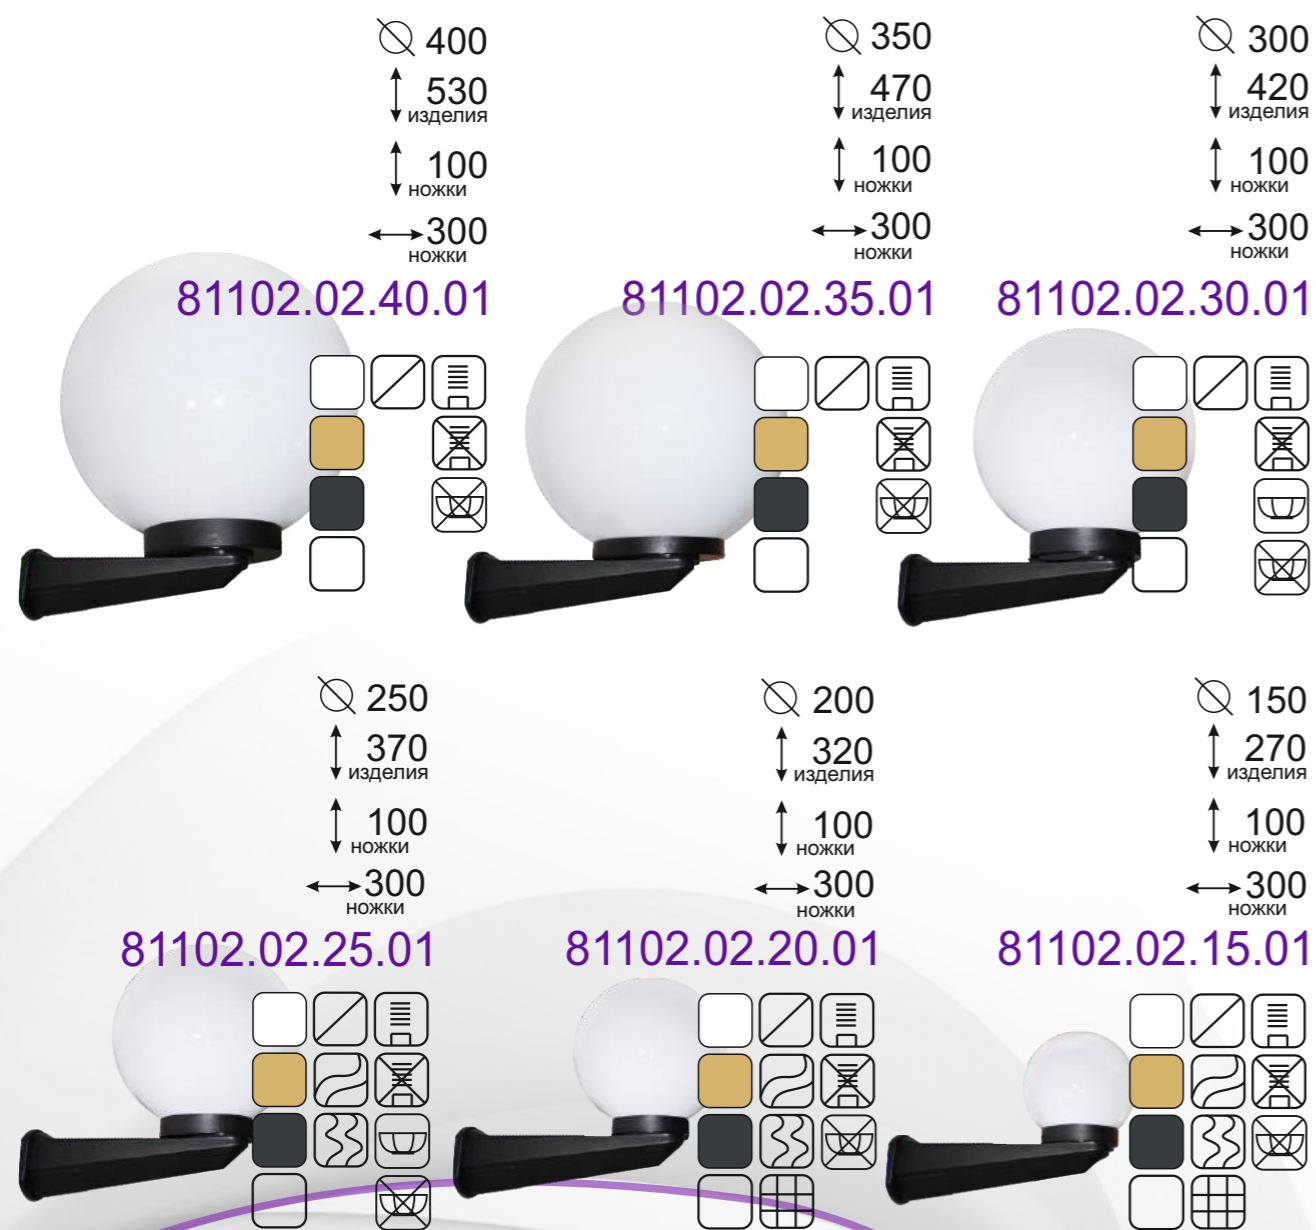 400
530
изделия
100
ножки
300
ножки
81102.02.40.01
350
470
изделия
100
ножки
300
ножки
81102.02.35.01
300
420
изделия
100
ножки
300
ножки
81102.02.30.01
250
370
изделия
100
ножки
300
ножки
81102.02.25.01
200
320
изделия
100
ножки
300
ножки
81102.02.20.01
150
270
изделия
100
ножки
300
ножки
81102.02.15.01